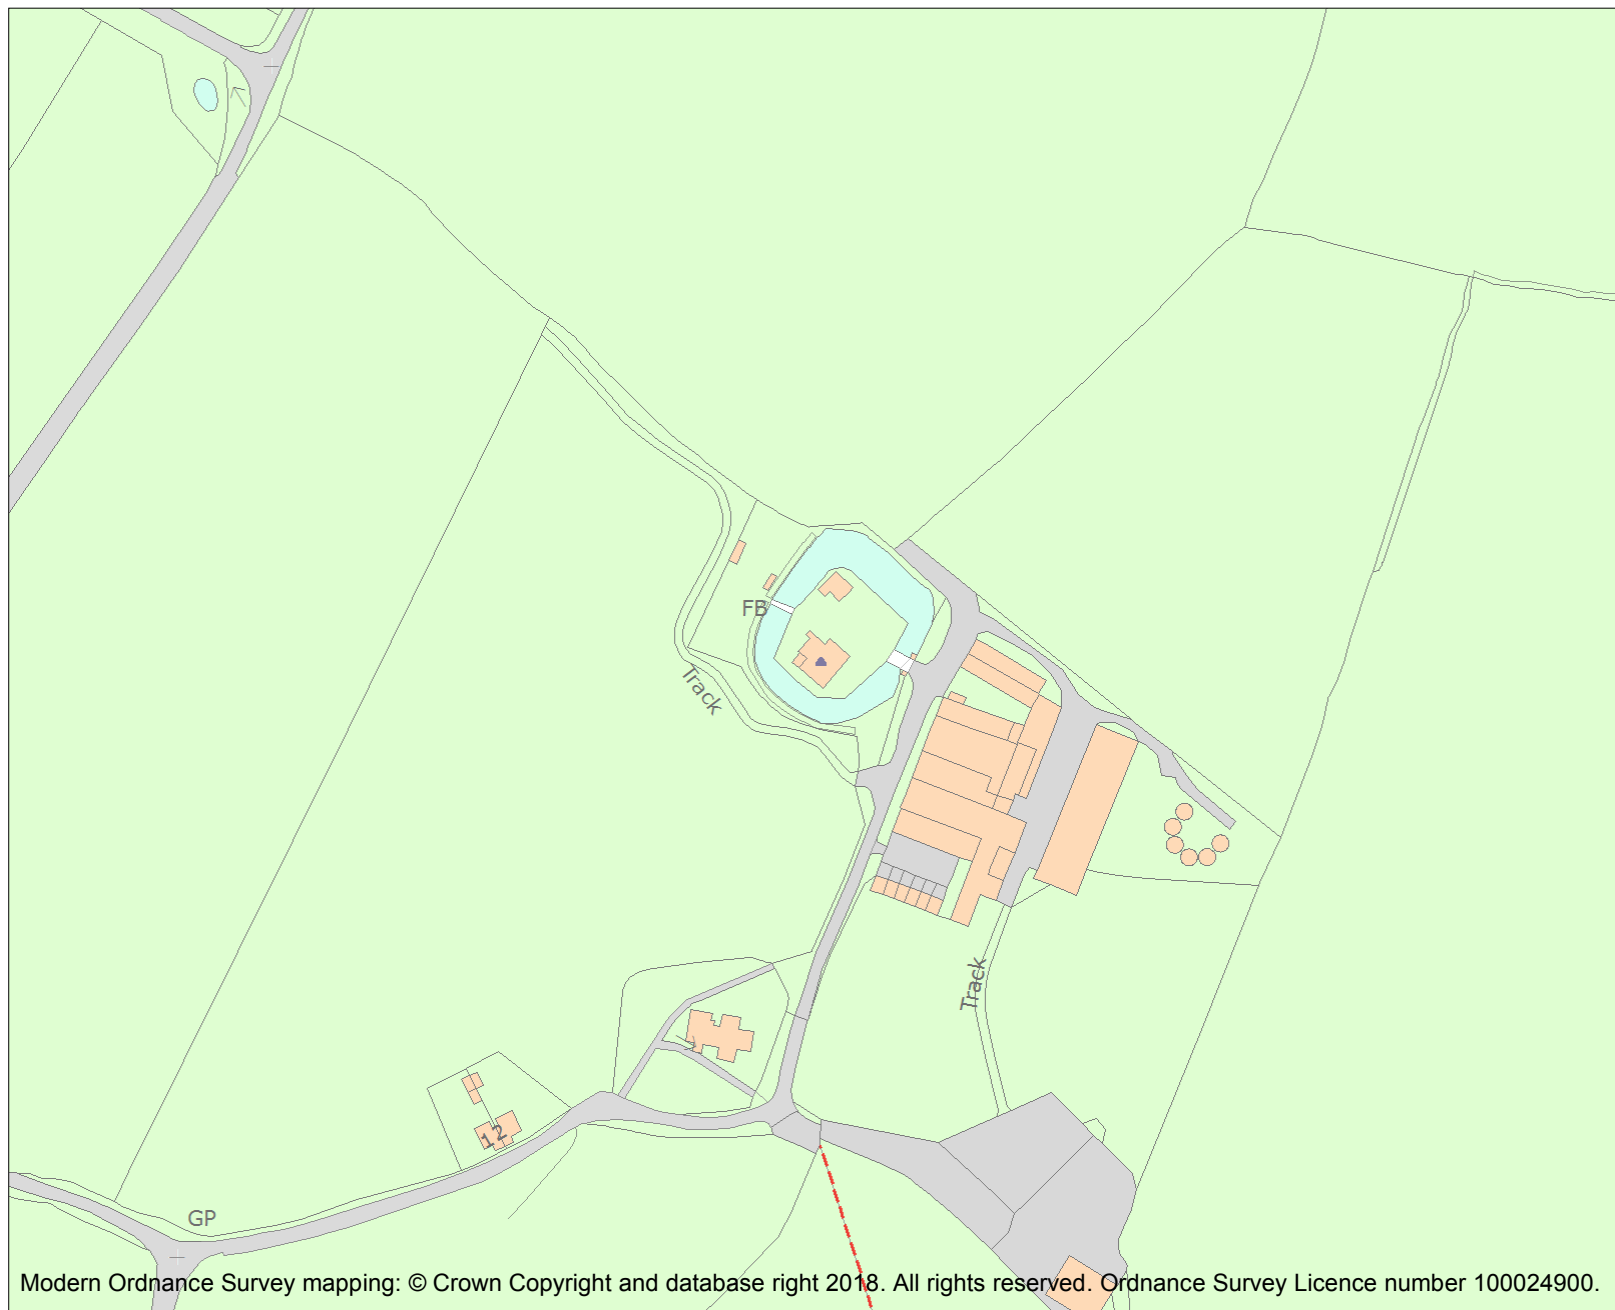 FB
Track
Track
12
GP
Modern Ordnance Survey mapping: © Crown Copyright and database right 2018. All rights reserved. Ordnance Survey Licence number 100024900.